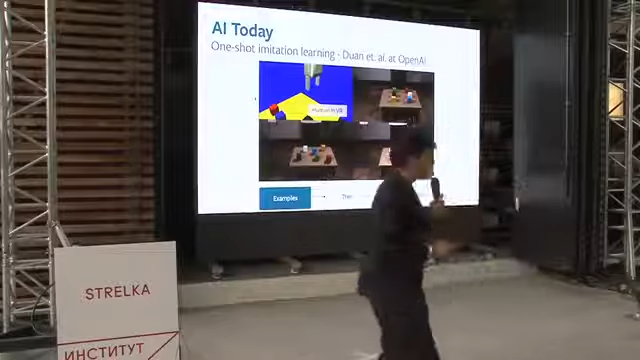 AI Today
One-shot imitation learning - Duan et. al. at OpenAI
Examples
STRELKA
ИНСТИТУТ